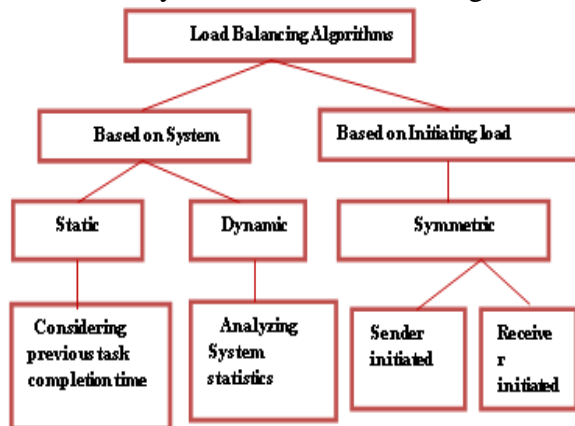 Load Balancing Algorithms
Based on System
Based on Initiating load
Static
Dynamic
Symmetric
Considering
previous task
completion time
Analyzing
System
statistics
Sender
initiated
Receive
r
initiated